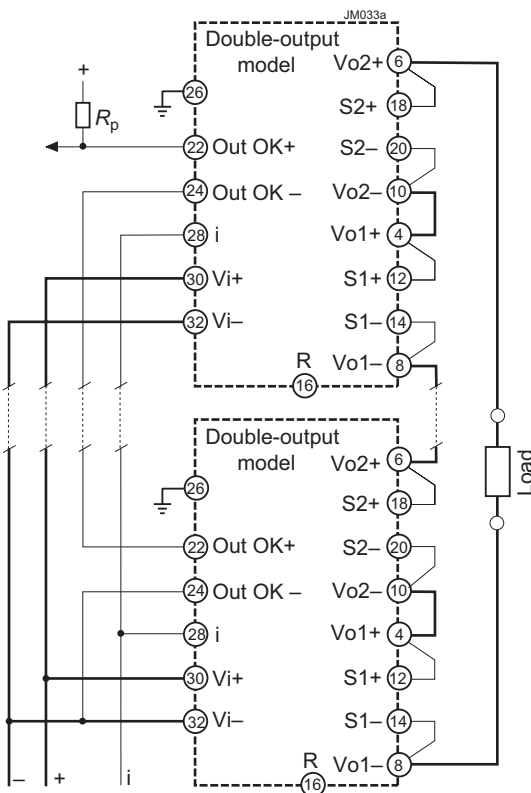 JM033a
Double-output
model
Vo2+ 6
26
S2+ 18
+
Rp
22 Out OK+
S2– 20
24 Out OK –
Vo2– 10
28 i
Vo1+ 4
30 Vi+
S1+ 12
32 Vi–
S1– 14
R
16
Vo1– 8
Double-output
model
Vo2+ 6
26
S2+ 18
22 Out OK+
S2– 20
24 Out OK –
Vo2– 10
28 i
Vo1+ 4
30 Vi+
S1+ 12
32 Vi–
S1– 14
R
16
Vo1– 8
Load
– + i